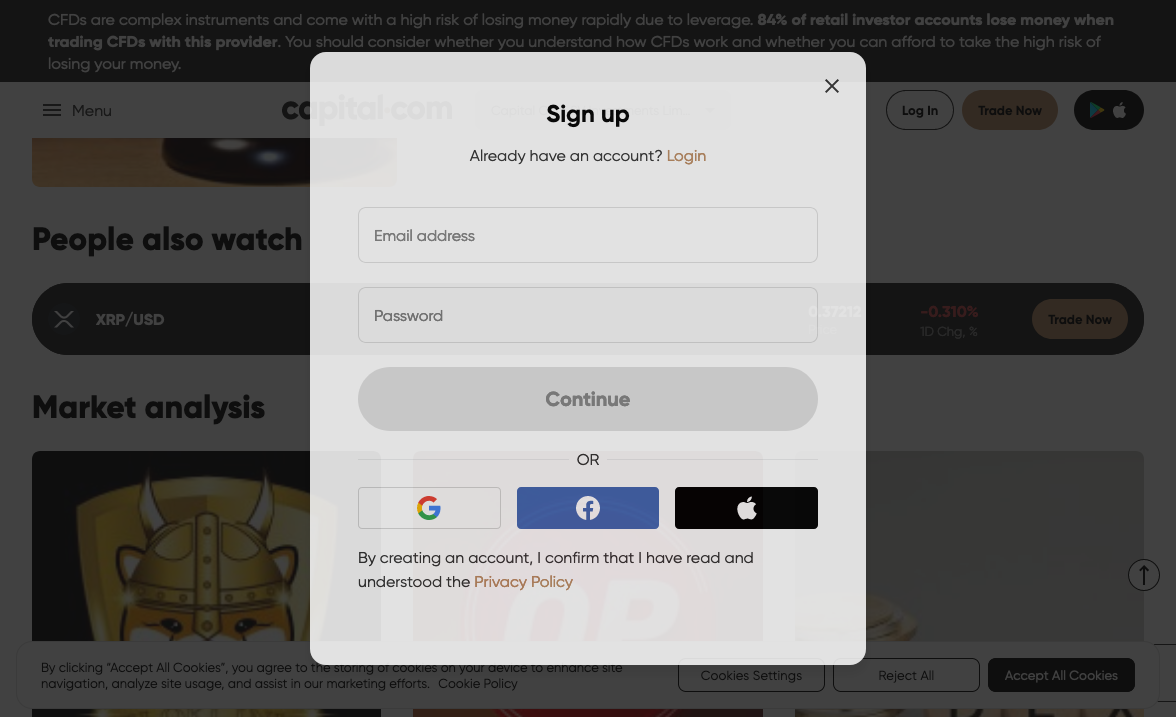 CFDs are complex instruments and come with a high risk of losing money rapidly due to leverage. 84% of retail investor accounts lose money when
trading CFDs with this provider. You should consider whether you understand how CFDs work and whether you can afford to take the high risk of
losing your money.
Menu
capital.com
Log In
Trade Now
Sign up
Already have an account? Login
Email address
People also watch
Password
XRP/USD
0.37212
-0.310%
1D Chg, %
Trade Now
Continue
Market analysis
OR
By creating an account, I confirm that I have read and
understood the Privacy Policy
By clicking “Accept All Cookies”, you agree to the storing of cookies on your device to enhance site
navigation, analyze site usage, and assist in our marketing efforts. Cookie Policy
Cookies Settings
Reject All
Accept All Cookies